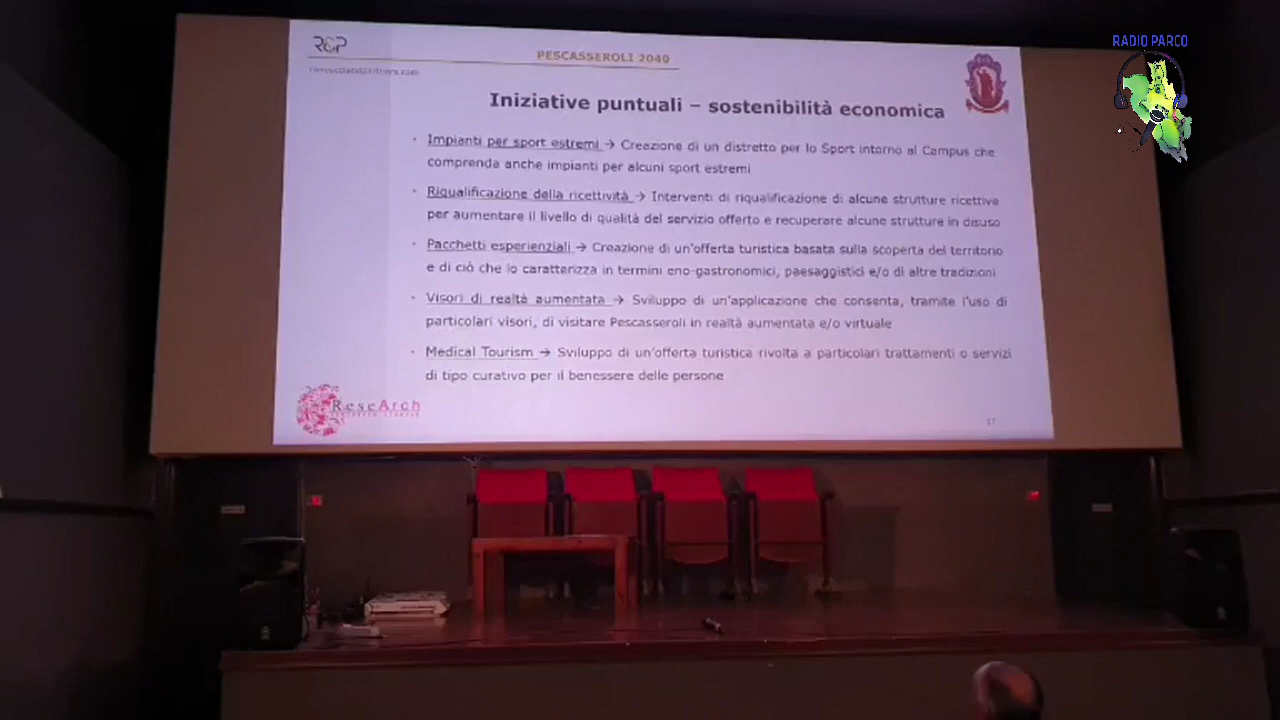 RADIO PARCO
R&P
PESCASSEROLI 2040
Iniziative puntuali – sostenibilità economica
• Impianti per sport estremi → Creazione di un distretto per lo Sport intorno al Campus che
comprenda anche impianti per alcuni sport estremi
• Riqualificazione della ricettività → Interventi di riqualificazione di alcune strutture ricettive
per aumentare il livello di qualità del servizio offerto e recuperare alcune strutture in disuso
• Pacchetti esperienziali → Creazione di un'offerta turistica basata sulla scoperta del territorio
e di ciò che lo caratterizza in termini eno-gastronomici, paesaggistici e/o di altre tradizioni
• Visori di realtà aumentata → Sviluppo di un'applicazione che consenta, tramite l'uso di
particolari visori, di visitare Pescasseroli in realtà aumentata e/o virtuale
• Medical Tourism → Sviluppo di un'offerta turistica rivolta a particolari trattamenti o servizi
di tipo curativo per il benessere delle persone
ReseArch
17